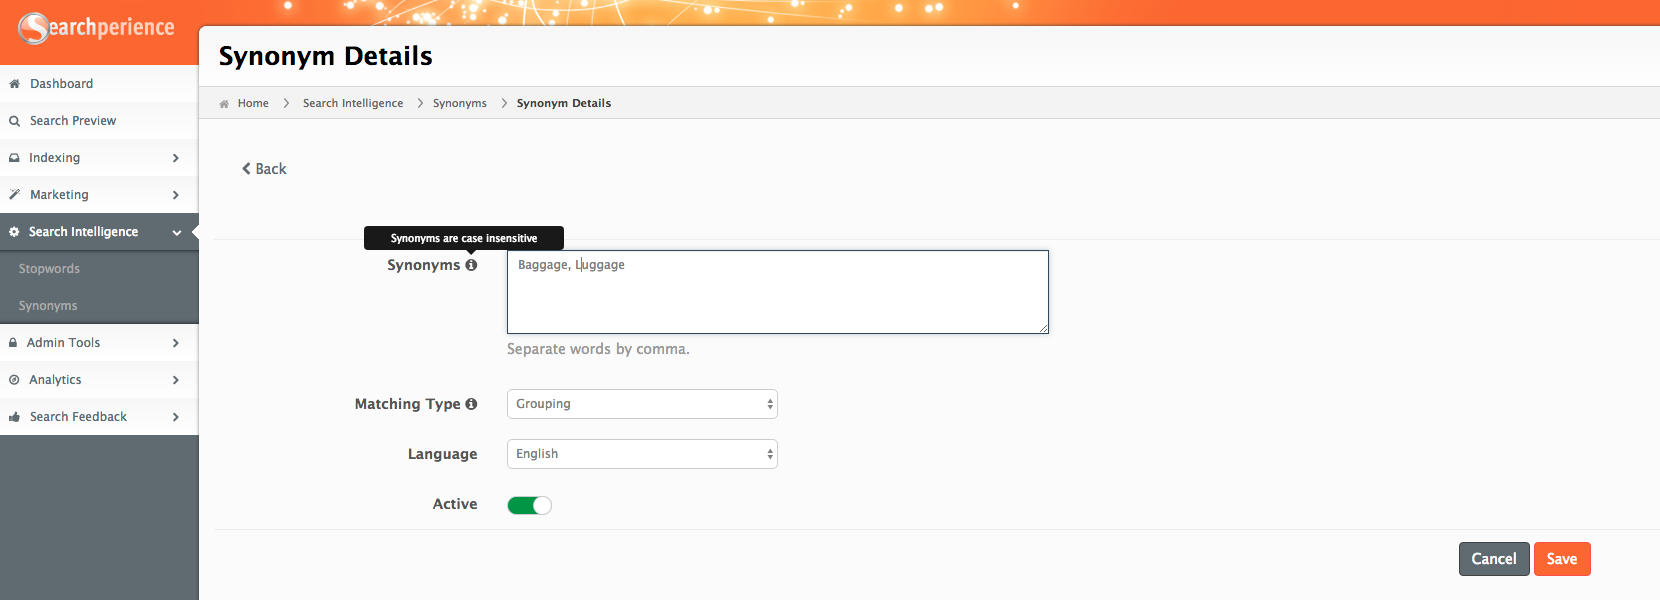 Searchperience
Synonym Details
Dashboard
Search Preview
Indexing
Marketing
Search Intelligence
Stopwords
Synonyms
Admin Tools
Analytics
Search Feedback
Home > Search Intelligence > Synonyms > Synonym Details
Back
Synonyms are case insensitive
Synonyms
Baggage, Luggage
Separate words by comma.
Matching Type
Grouping
Language
English
Active
Cancel
Save